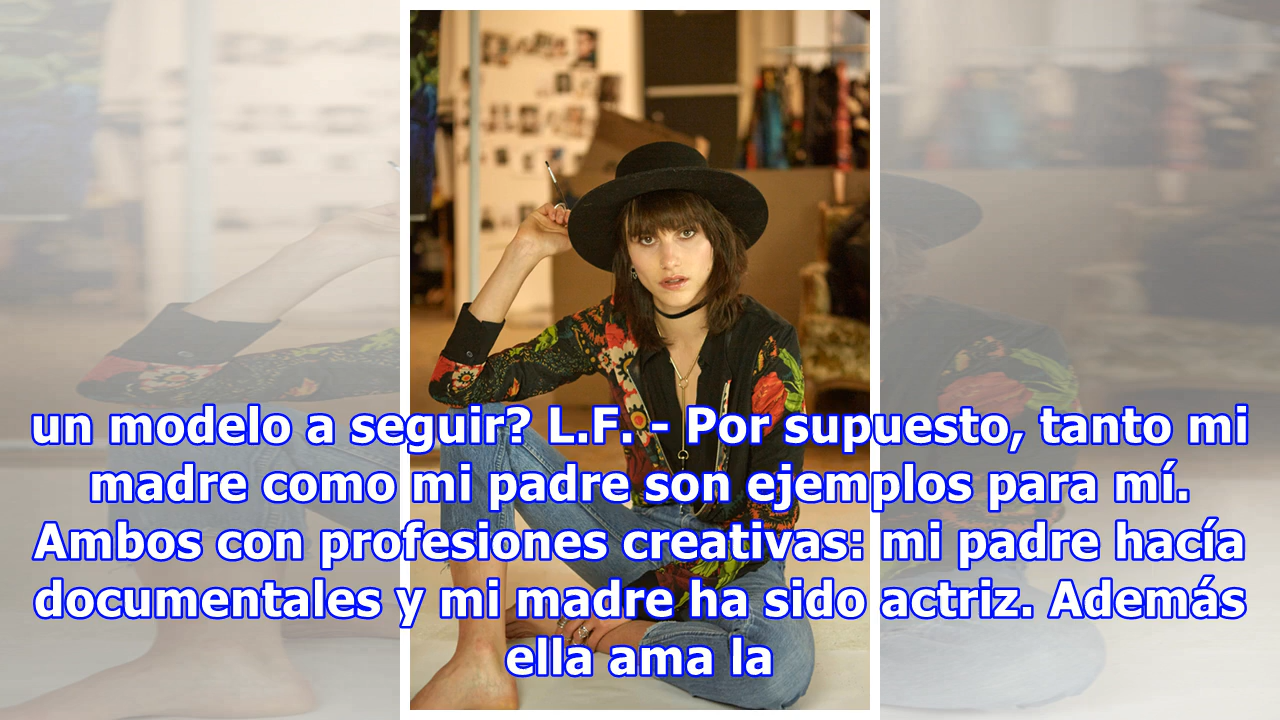 un modelo a seguir? L.F. - Por supuesto, tanto mi
madre como mi padre son ejemplos para mí.
Ambos con profesiones creativas: mi padre hacía
documentales y mi madre ha sido actriz. Además
ella ama la